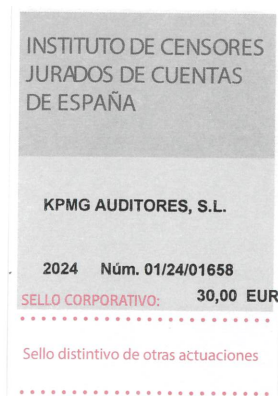 INSTITUTO DE CENSORES
JURADOS DE CUENTAS
DE ESPAÑA
KPMG AUDITORES, S.L.
2024 Núm. 01/24/01658
SELLO CORPORATIVO: 30,00 EUR
Sello distintivo de otras actuaciones